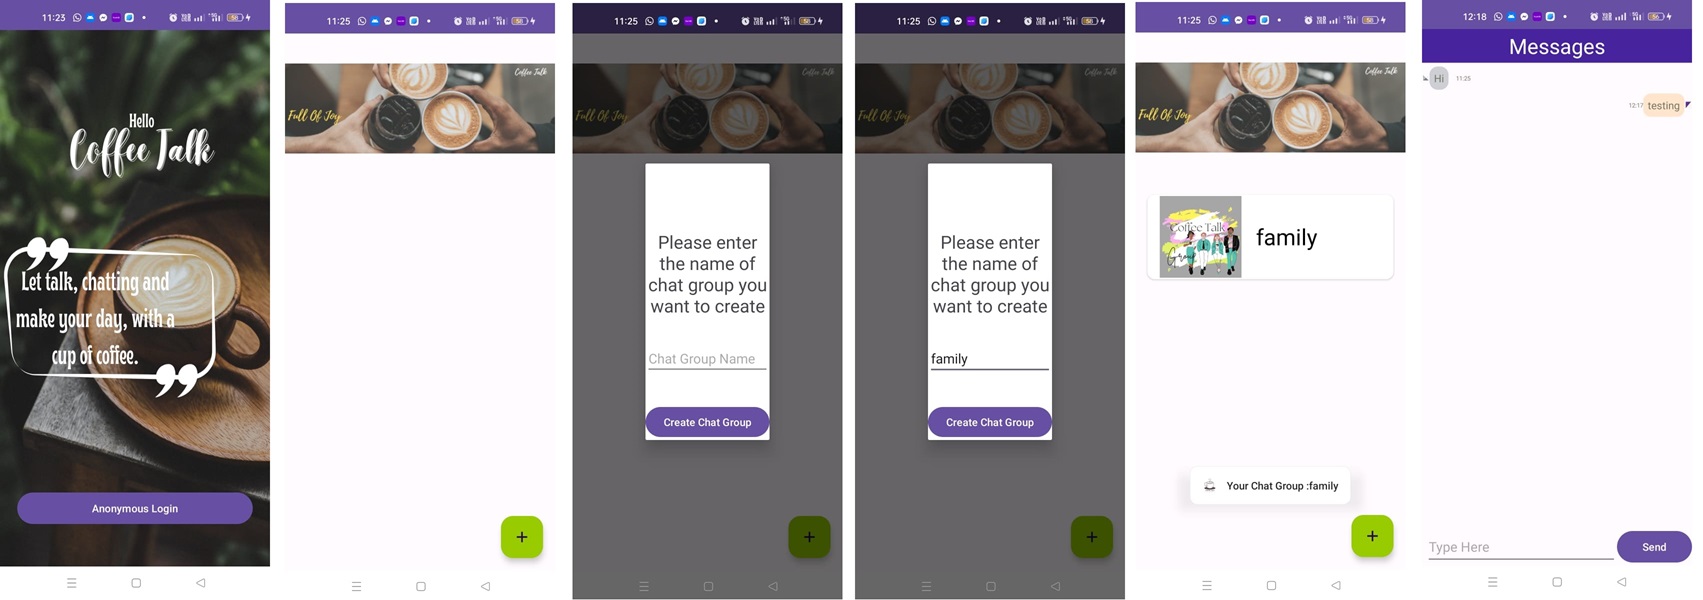 11:23
Hello
Coffee Talk
Let talk, chatting and
make your day, with a
cup of coffee.
Anonymous Login
11:25
Coffee Talk
Full Of Joy
+
11:25
Coffee Talk
Full Of Joy
Please enter
the name of
chat group you
want to create
Chat Group Name
Create Chat Group
+
11:25
Coffee Talk
Full Of Joy
Please enter
the name of
chat group you
want to create
family
Create Chat Group
+
11:25
Coffee Talk
Full Of Joy
Coffee Talk
Group
family
Your Chat Group :family
+
12:18
Messages
Hi 11:25
12:17 testing
Type Here
Send